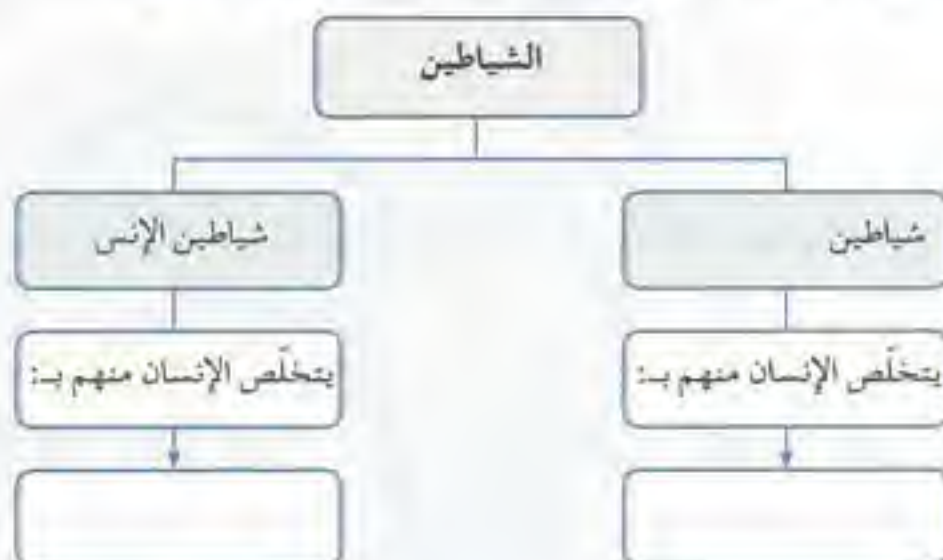 الشياطين
شياطين
شياطين الإنس
يتخلّص الإنسان منهم بـ:
يتخلّص الإنسان منهم بـ: